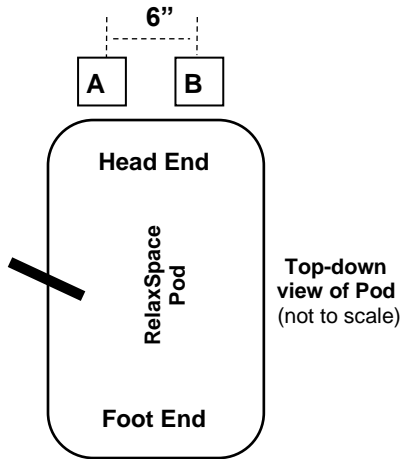 6”
A B
Head End
RelaxSpace
Pod
Top-down
view of Pod
(not to scale)
Foot End